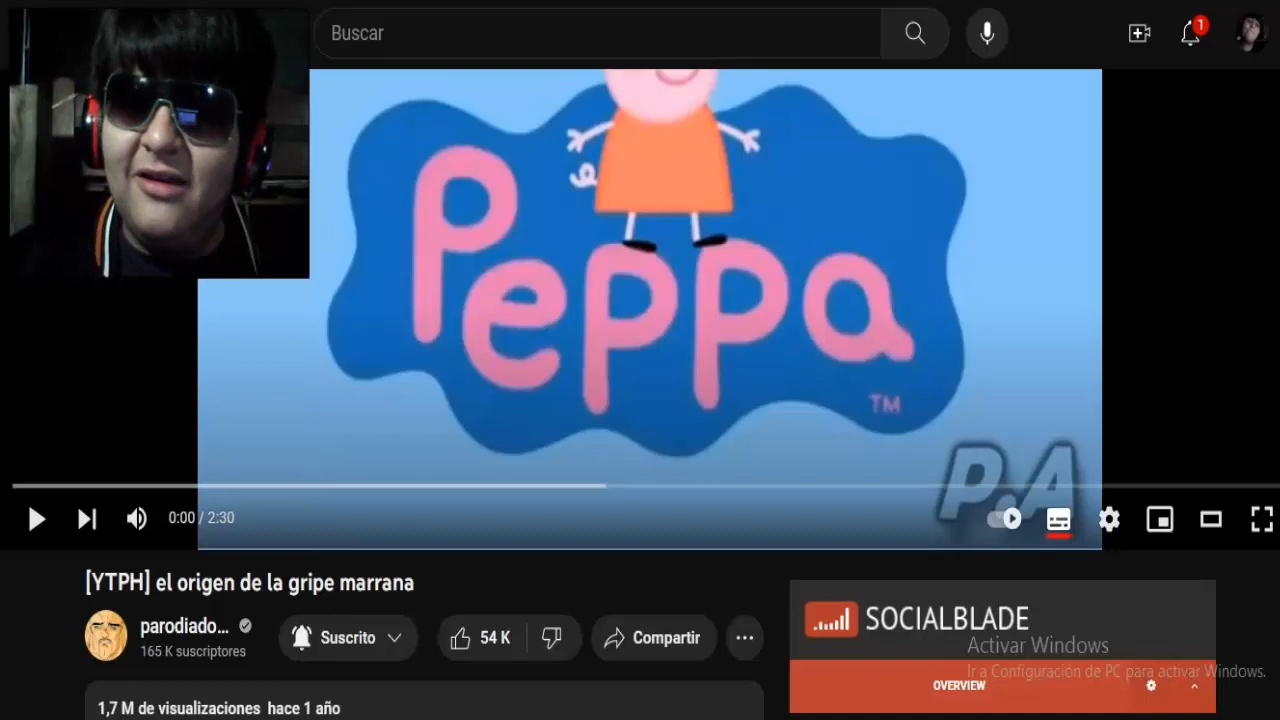 Buscar
1
Peppa
TM
P.A
0:00 / 2:30
[YTPH] el origen de la gripe marrana
parodiado...
165 K suscriptores
Suscrito
54 K
Compartir
SOCIALBLADE
Activar Windows
Ir a Configuración de PC para activar Windows.
OVERVIEW
1,7 M de visualizaciones hace 1 año